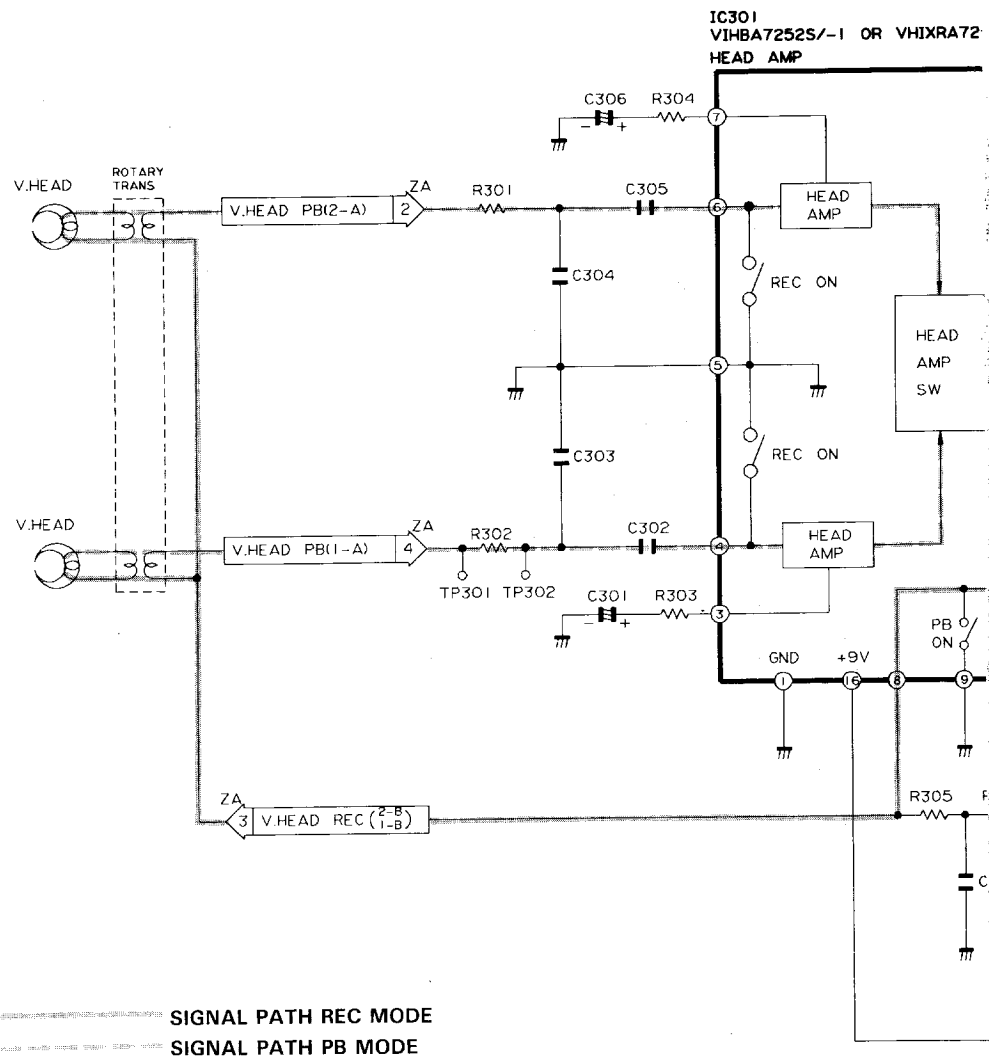 IC301
VIHBA7252S/-1 OR VHIXRA72
HEAD AMP
C306
R304
7
V.HEAD
ROTARY
TRANS
V.HEAD PB(2-A)
2
ZA
R301
C305
6
HEAD
AMP
C304
REC ON
HEAD
AMP
SW
5
C303
REC ON
V.HEAD
V.HEAD PB(1-A)
4
ZA
R302
C302
4
HEAD
AMP
TP301
TP302
C301
R303
3
PB
ON
GND
+9V
1
16
8
9
ZA
3
V.HEAD REC (2-B
1-B)
R305
C
SIGNAL PATH REC MODE
SIGNAL PATH PB MODE